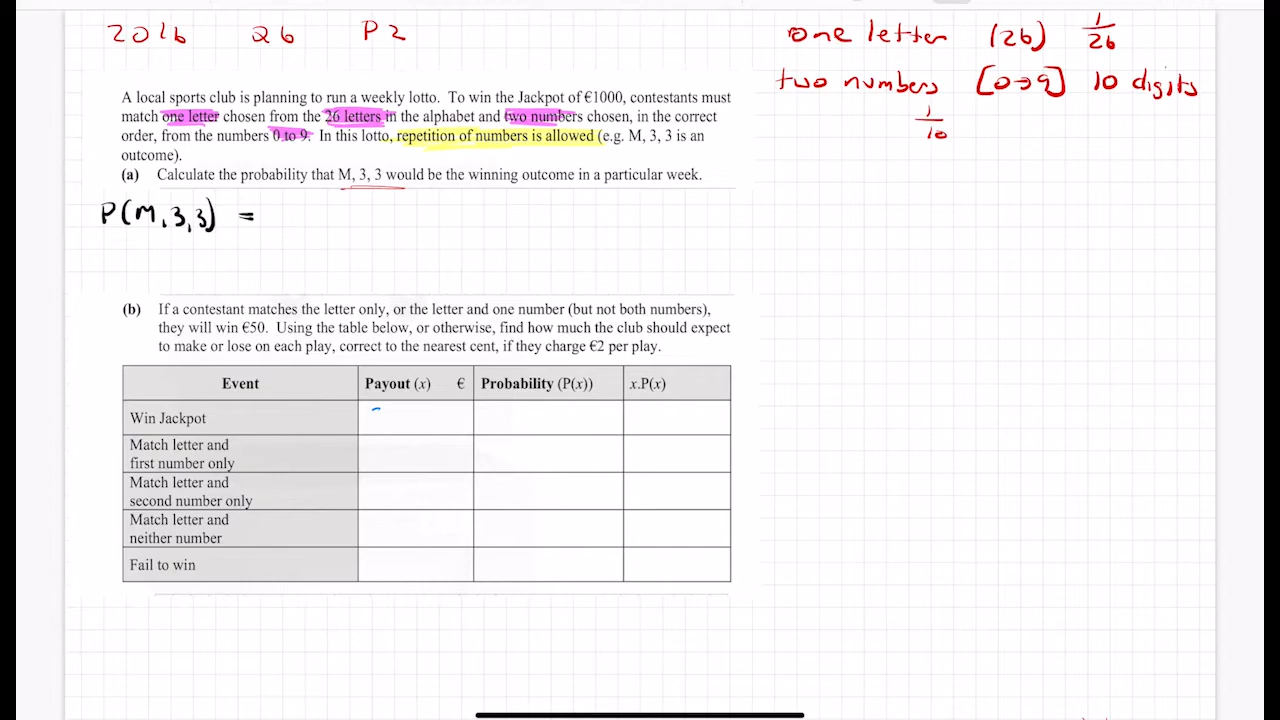 2016 Q6 P2
one letter (26) 1/26
two numbers [0→9] 10 digits
1/10
A local sports club is planning to run a weekly lotto. To win the Jackpot of €1000, contestants must
match one letter chosen from the 26 letters in the alphabet and two numbers chosen, in the correct
order, from the numbers 0 to 9. In this lotto, repetition of numbers is allowed (e.g. M, 3, 3 is an
outcome).
(a) Calculate the probability that M, 3, 3 would be the winning outcome in a particular week.
P(M,3,3) =
(b) If a contestant matches the letter only, or the letter and one number (but not both numbers),
they will win €50. Using the table below, or otherwise, find how much the club should expect
to make or lose on each play, correct to the nearest cent, if they charge €2 per play.
Event Payout (x) € Probability (P(x)) x.P(x)
Win Jackpot
Match letter and
first number only
Match letter and
second number only
Match letter and
neither number
Fail to win